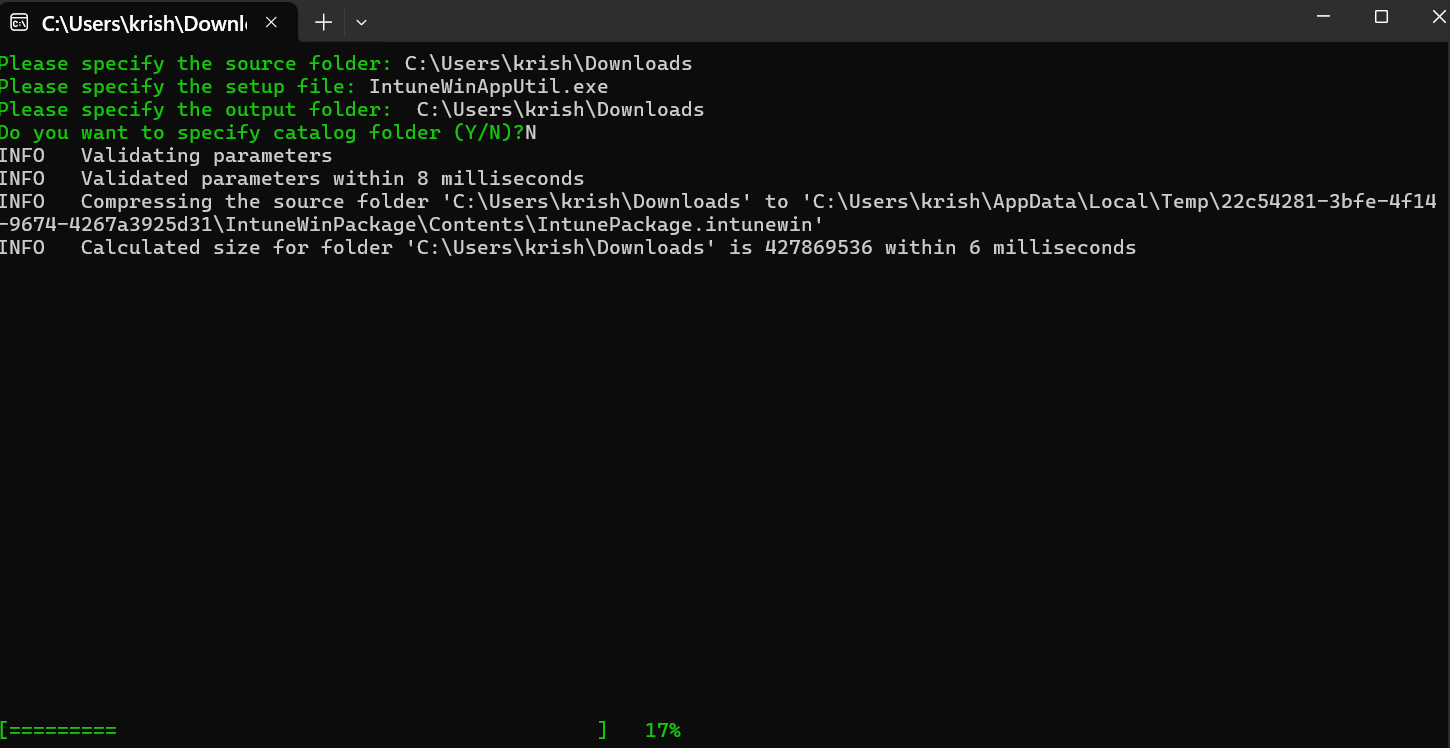 C:\Users\krish\Downl
Please specify the source folder: C:\Users\krish\Downloads
Please specify the setup file: IntuneWinAppUtil.exe
Please specify the output folder:  C:\Users\krish\Downloads
Do you want to specify catalog folder (Y/N)?N
INFO   Validating parameters
INFO   Validated parameters within 8 milliseconds
INFO   Compressing the source folder 'C:\Users\krish\Downloads' to 'C:\Users\krish\AppData\Local\Temp\22c54281-3bfe-4f14
-9674-4267a3925d31\IntuneWinPackage\Contents\IntunePackage.intunewin'
INFO   Calculated size for folder 'C:\Users\krish\Downloads' is 427869536 within 6 milliseconds
[=========                                        ]   17%